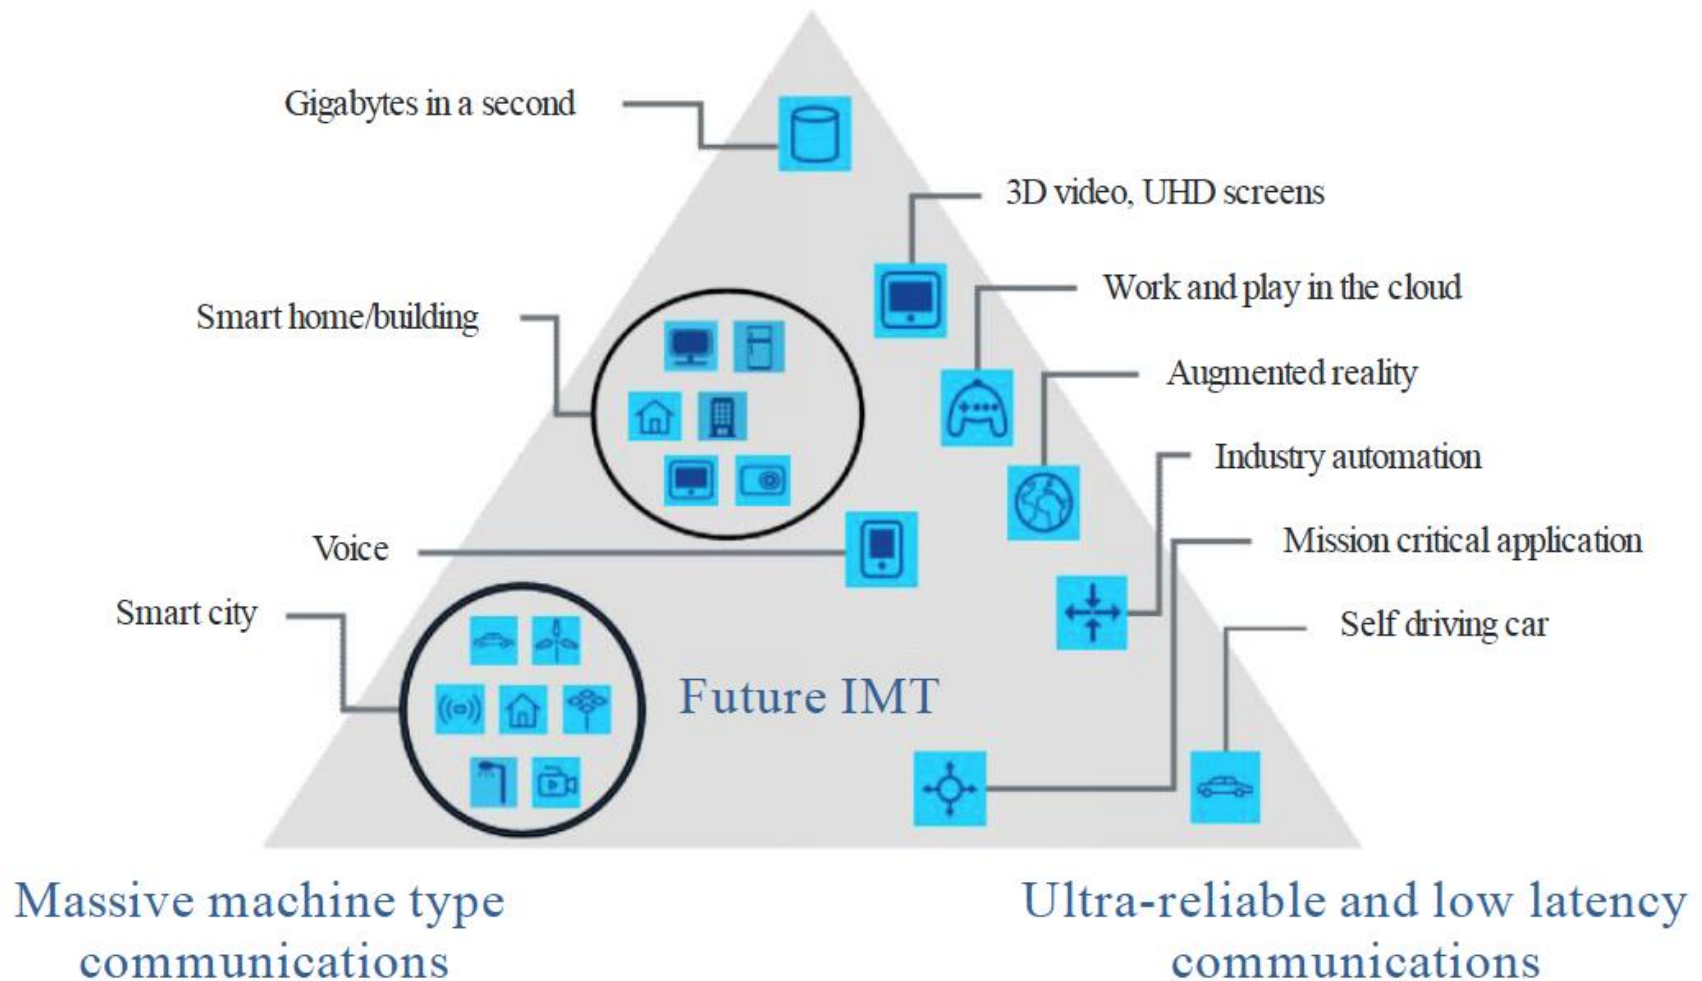 Gigabytes in a second
3D video, UHD screens
Work and play in the cloud
Smart home/building
Augmented reality
Industry automation
Voice
Mission critical application
Smart city
Self driving car
Future IMT
Massive machine type
communications
Ultra-reliable and low latency
communications